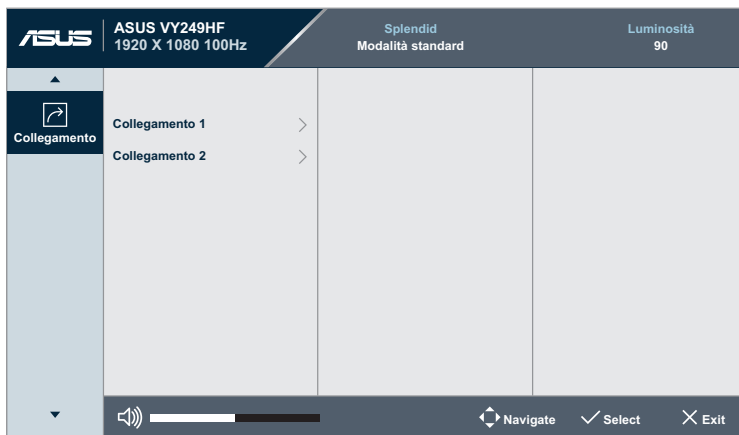 ASUS
ASUS VY249HF
1920 X 1080 100Hz
Splendid
Modalità standard
Luminosità
90
Collegamento
Collegamento 1
Collegamento 2
Navigate
Select
Exit